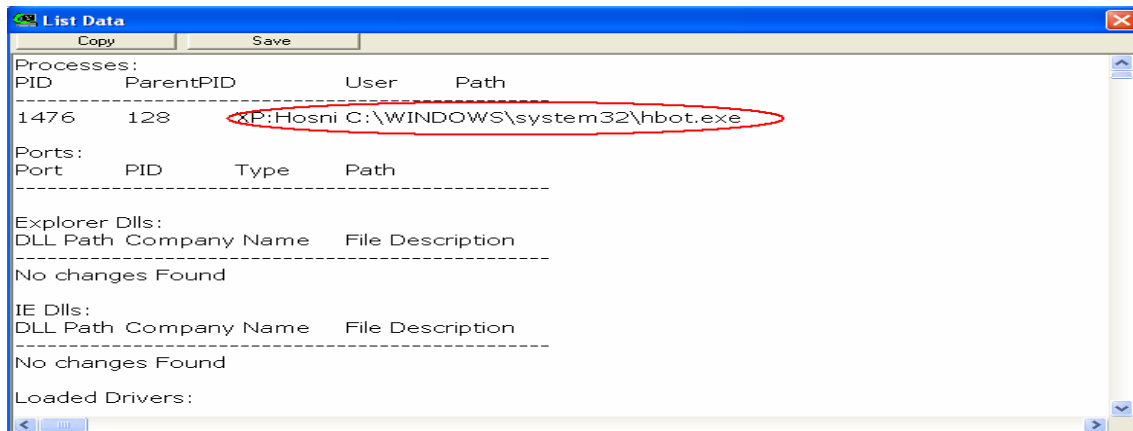 List Data
Copy Save
Processes:
PID ParentPID User Path
------------------------------------------------------
1476 128 XP:Hosni C:\WINDOWS\system32\hbot.exe
Ports:
Port PID Type Path
------------------------------------------------------
Explorer Dlls:
DLL Path Company Name File Description
------------------------------------------------------
No changes Found
IE Dlls:
DLL Path Company Name File Description
------------------------------------------------------
No changes Found
Loaded Drivers: